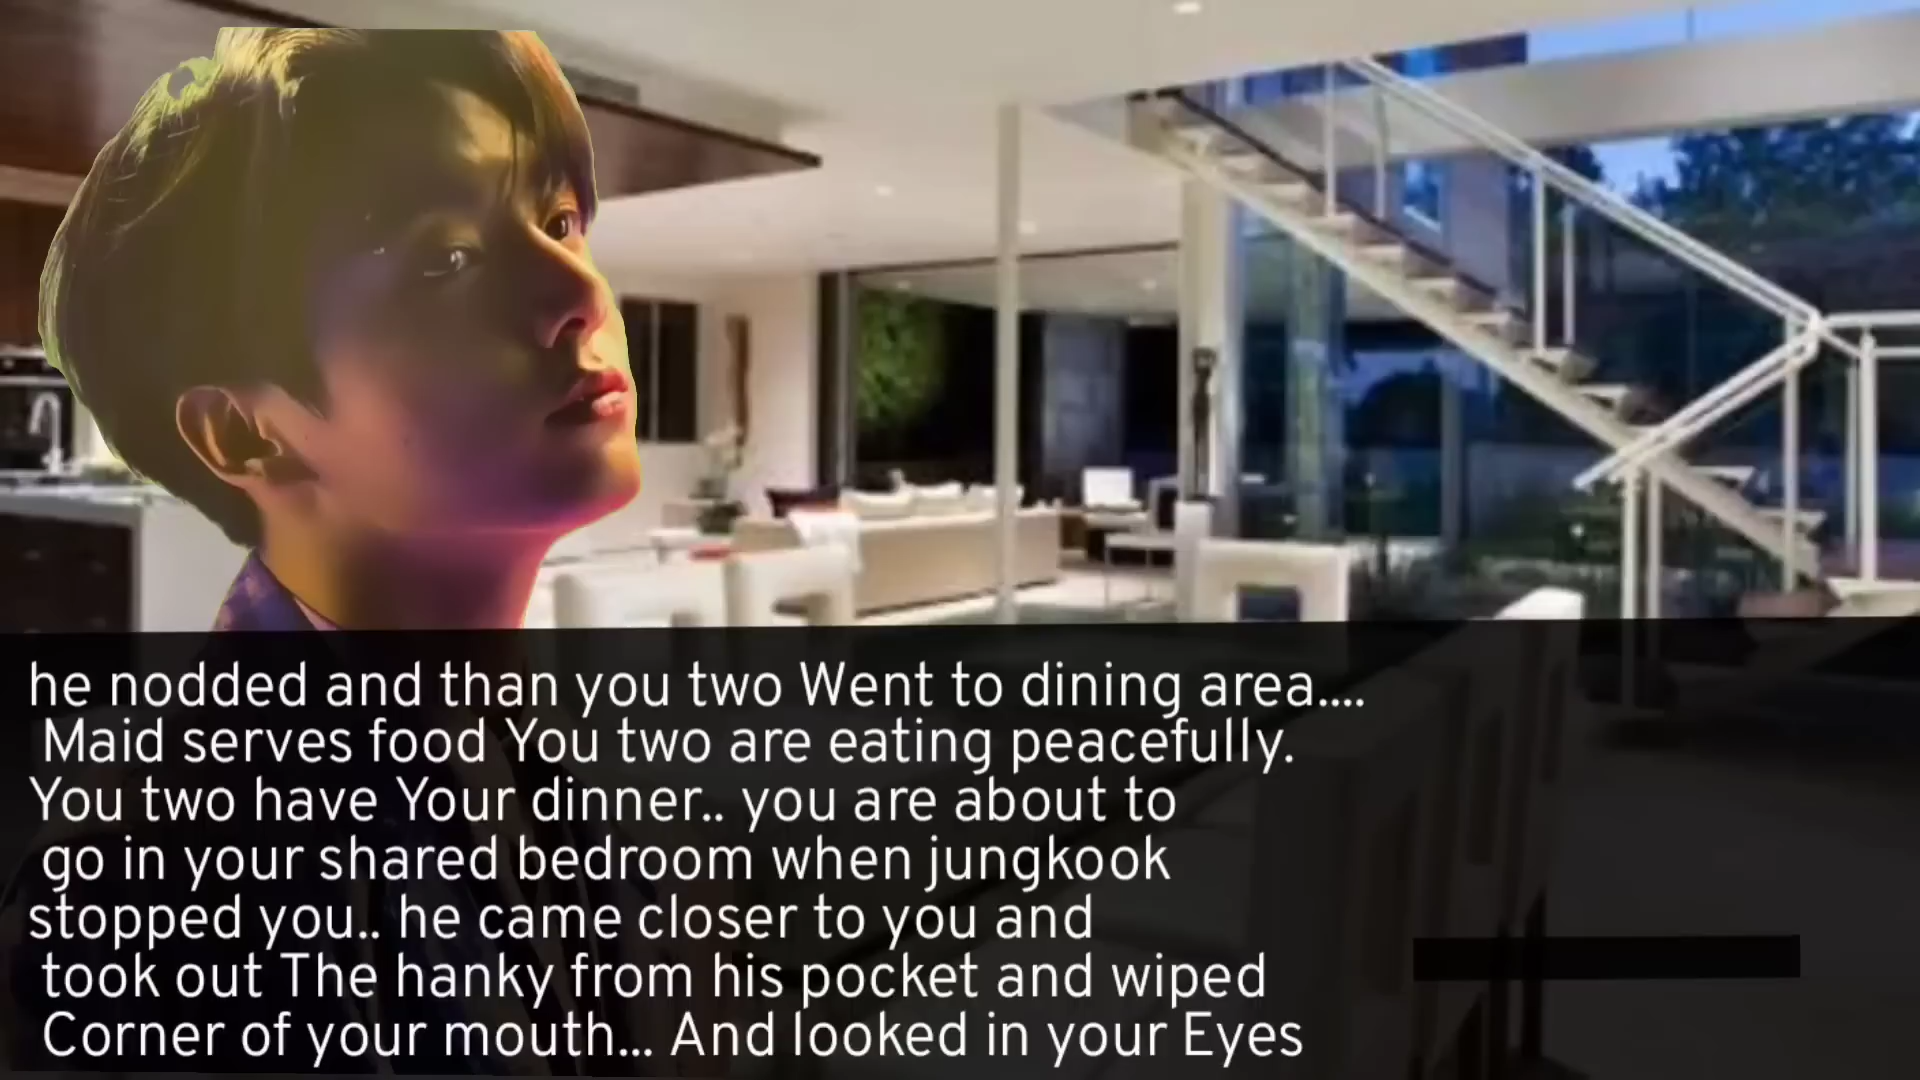 he nodded and than you two Went to dining area....
Maid serves food You two are eating peacefully.
You two have Your dinner.. you are about to
go in your shared bedroom when jungkook
stopped you.. he came closer to you and
took out The hanky from his pocket and wiped
Corner of your mouth... And looked in your Eyes